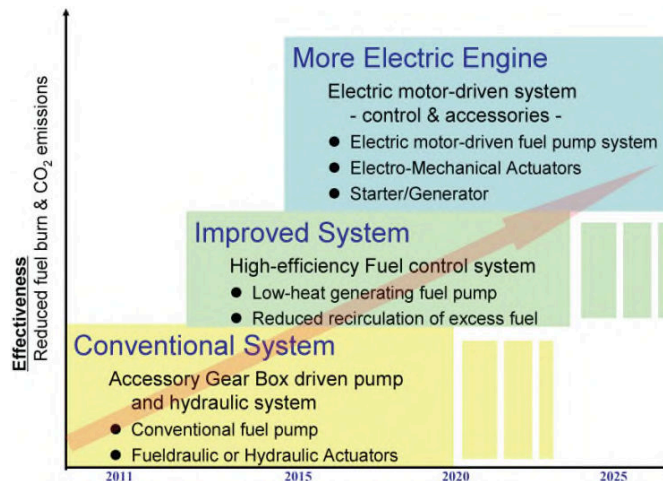 Effectiveness
Reduced fuel burn & CO₂ emissions
More Electric Engine
Electric motor-driven system
- control & accessories -
● Electric motor-driven fuel pump system
● Electro-Mechanical Actuators
● Starter/Generator
Improved System
High-efficiency Fuel control system
● Low-heat generating fuel pump
● Reduced recirculation of excess fuel
Conventional System
Accessory Gear Box driven pump
and hydraulic system
● Conventional fuel pump
● Fueldraulic or Hydraulic Actuators
2011 2015 2020 2025